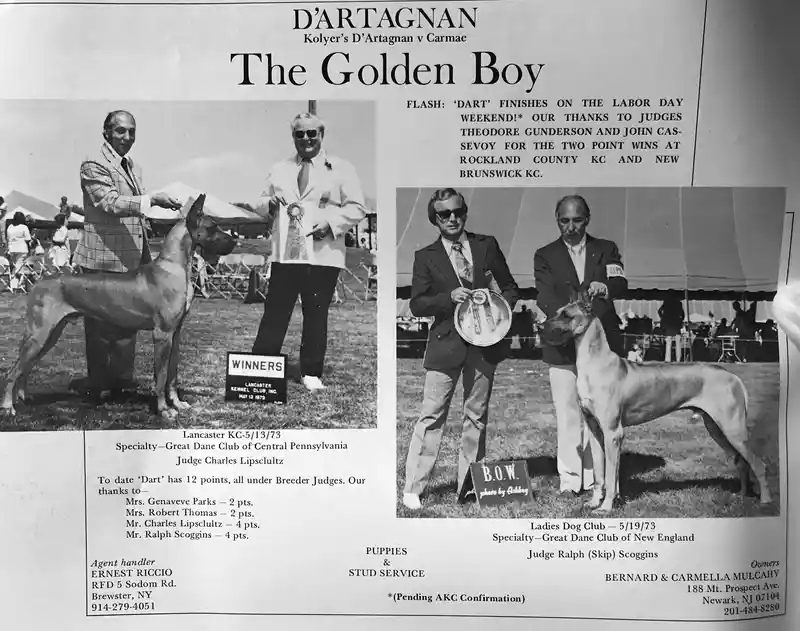 D'ARTAGNAN
Kolyer's D'Artagnan v Carmae
The Golden Boy
FLASH: 'DART' FINISHES ON THE LABOR DAY
WEEKEND!* OUR THANKS TO JUDGES
THEODORE GUNDERSON AND JOHN CAS-
SEVOY FOR THE TWO POINT WINS AT
ROCKLAND COUNTY KC AND NEW
BRUNSWICK KC.
WINNERS
LANCASTER
KENNEL CLUB, INC.
MAY 13 1973
Lancaster KC-5/13/73
Specialty—Great Dane Club of Central Pennsylvania
Judge Charles Lipscultz
To date 'Dart' has 12 points, all under Breeder Judges. Our
thanks to—
Mrs. Genaveve Parks — 2 pts.
Mrs. Robert Thomas — 2 pts.
Mr. Charles Lipscultz — 4 pts.
Mr. Ralph Scoggins — 4 pts.
B.O.W.
photo by Ashbey
Ladies Dog Club — 5/19/73
Specialty—Great Dane Club of New England
Judge Ralph (Skip) Scoggins
Agent handler
ERNEST RICCIO
RFD 5 Sodom Rd.
Brewster, NY
914-279-4051
PUPPIES
&
STUD SERVICE
*(Pending AKC Confirmation)
Owners
BERNARD & CARMELLA MULCAHY
188 Mt. Prospect Ave.
Newark, NJ 07104
201-484-8280